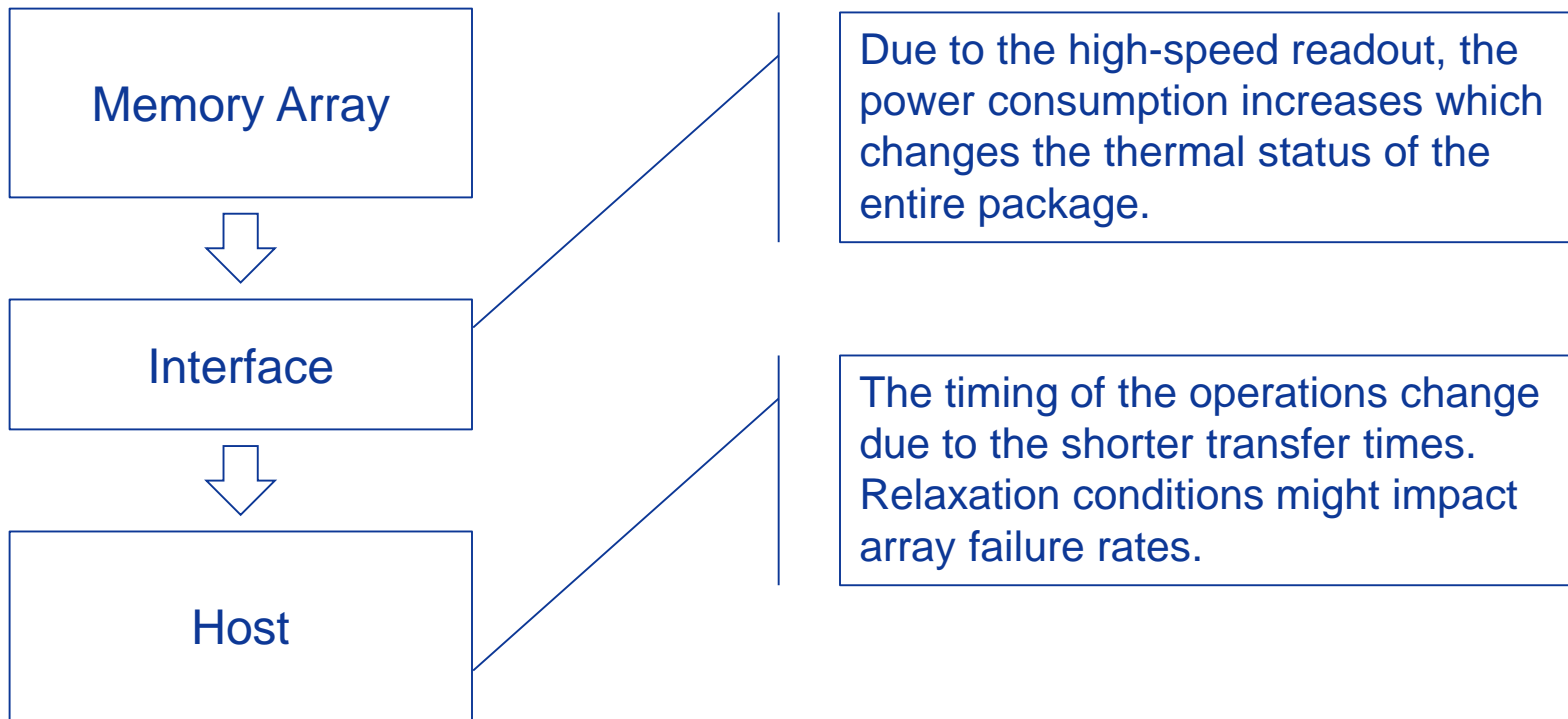 Memory Array
Due to the high-speed readout, the
power consumption increases which
changes the thermal status of the
entire package.
Interface
The timing of the operations change
due to the shorter transfer times.
Relaxation conditions might impact
array failure rates.
Host